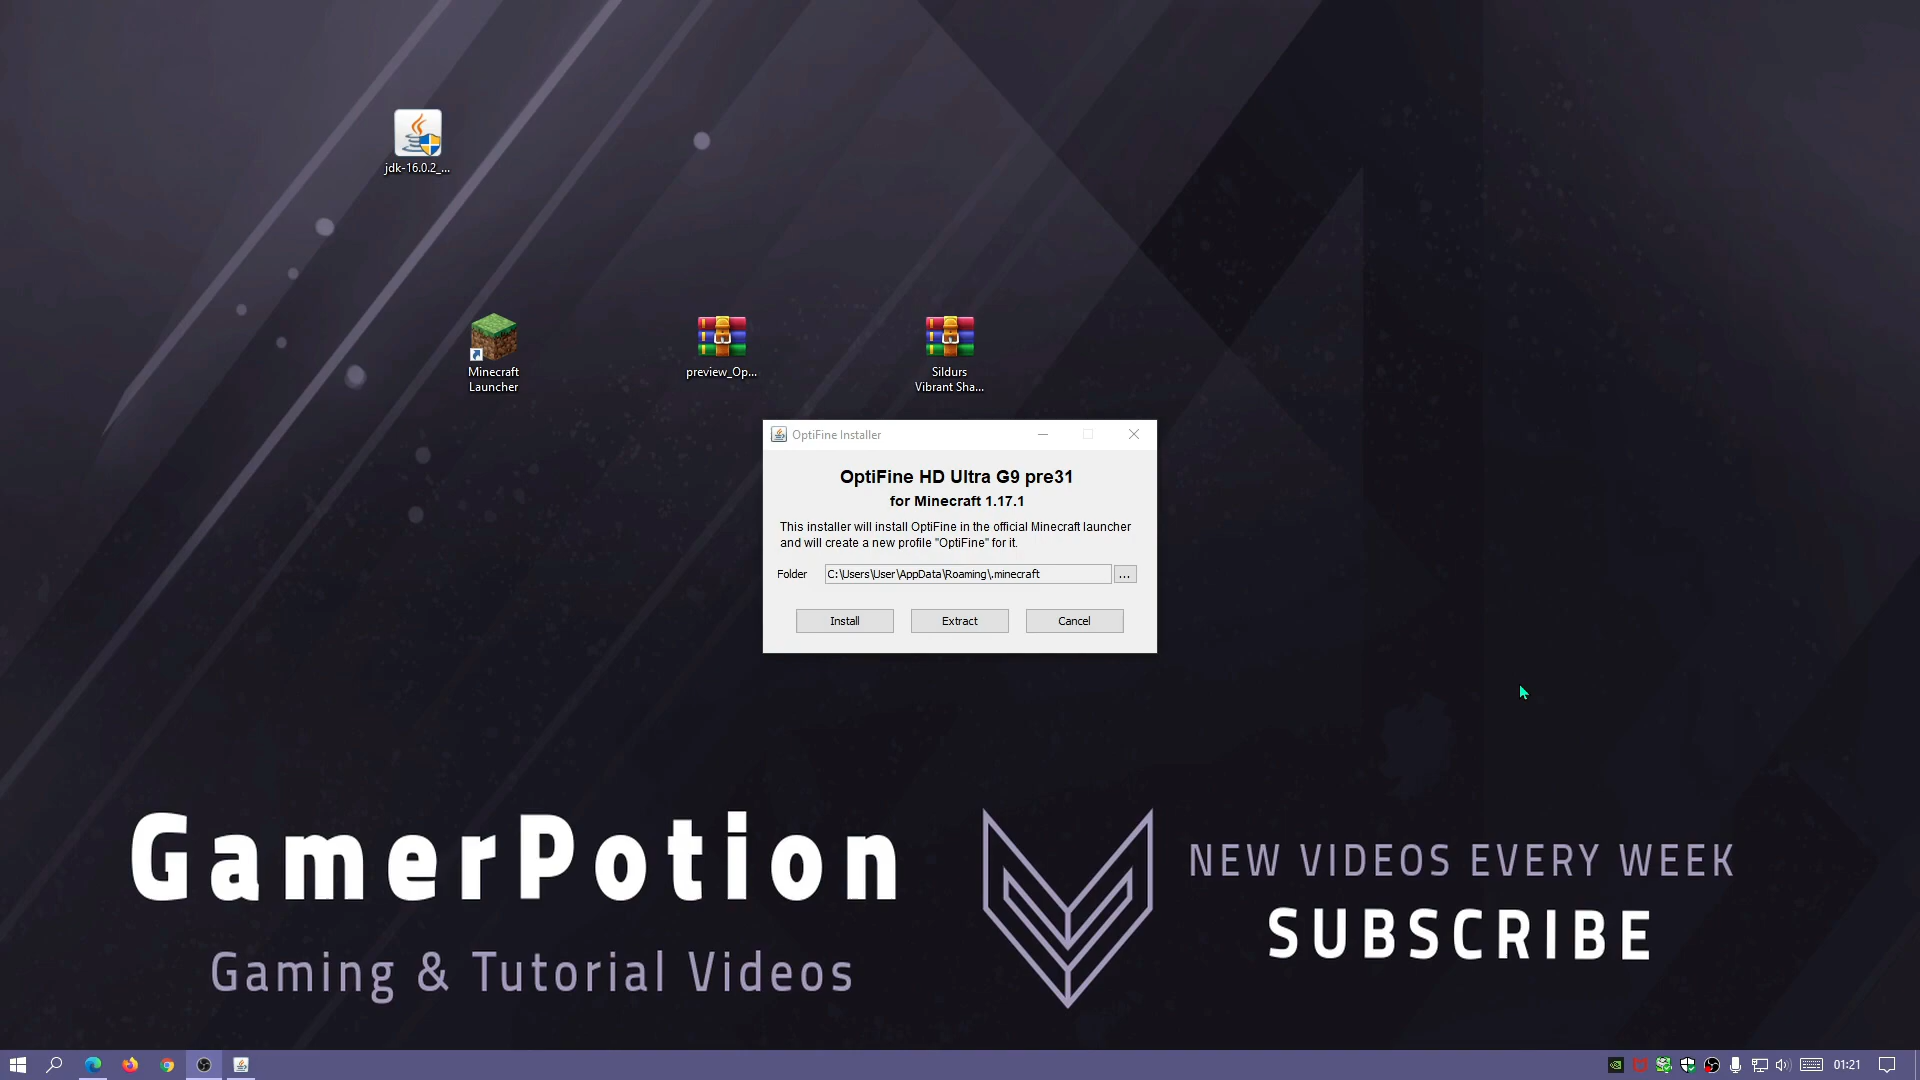 jdk-16.0.2_...
Minecraft
Launcher
preview_Op...
Sildurs
Vibrant Sha...
OptiFine Installer
OptiFine HD Ultra G9 pre31
for Minecraft 1.17.1
This installer will install OptiFine in the official Minecraft launcher
and will create a new profile "OptiFine" for it.
Folder C:\Users\User\AppData\Roaming\.minecraft ...
Install Extract Cancel
GamerPotion
Gaming & Tutorial Videos
NEW VIDEOS EVERY WEEK
SUBSCRIBE
01:21